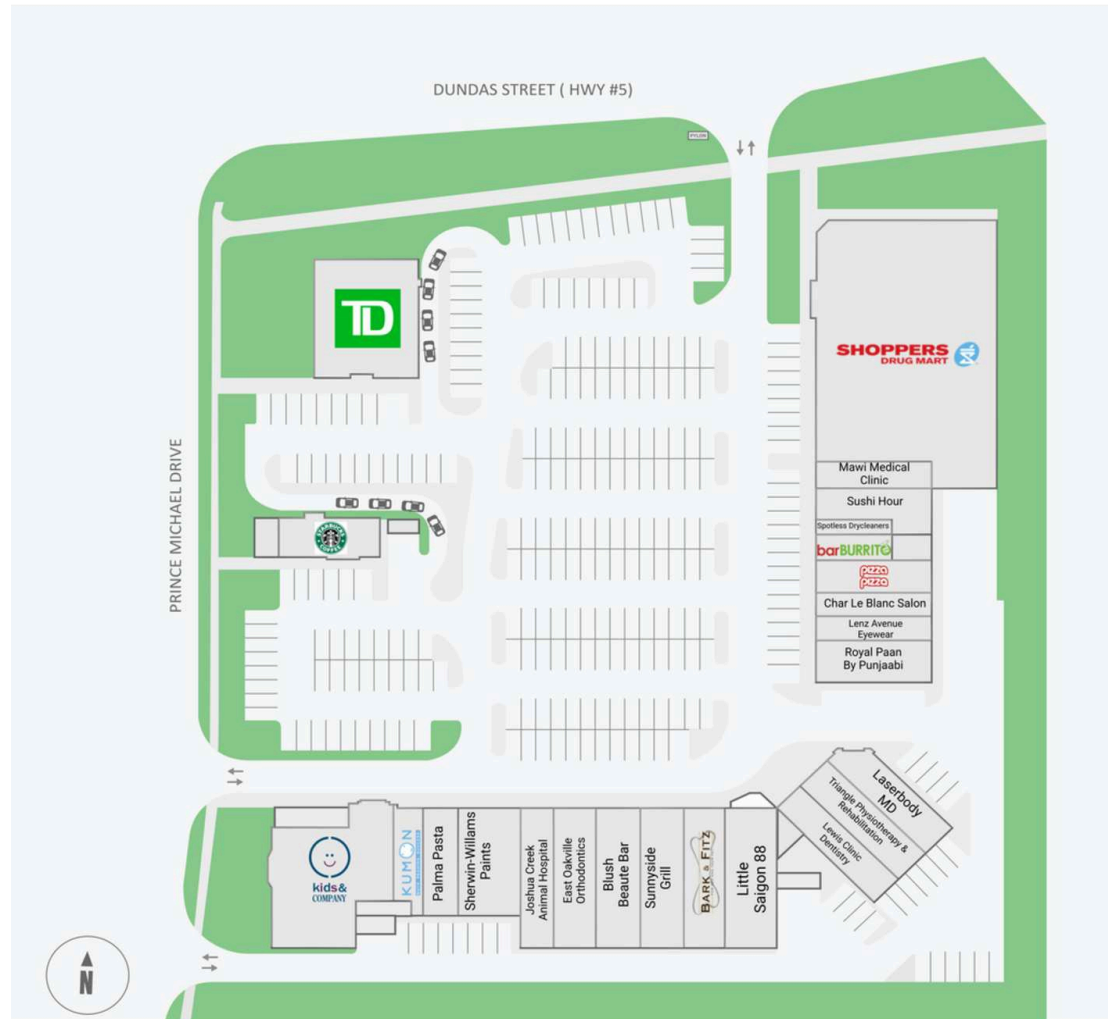 DUNDAS STREET ( HWY #5)
PYLON
TD
SHOPPERS
DRUG MART
PRINCE MICHAEL DRIVE
Mawi Medical
Clinic
Sushi Hour
Spotless Drycleaners
barBURRITO
pizza
pizza
Char Le Blanc Salon
Lenz Avenue
Eyewear
Royal Paan
By Punjaabi
STARBUCKS
COFFEE
kids&
COMPANY
KUMON
Palma Pasta
Sherwin-Willams
Paints
Joshua Creek
Animal Hospital
East Oakville
Orthodontics
Blush
Beaute Bar
Sunnyside
Grill
BARK & FITZ
Little
Saigon 88
Laserbody
MD
Triangle Physiotherapy &
Rehabilitation
Lewis Clinic
Dentistry
N